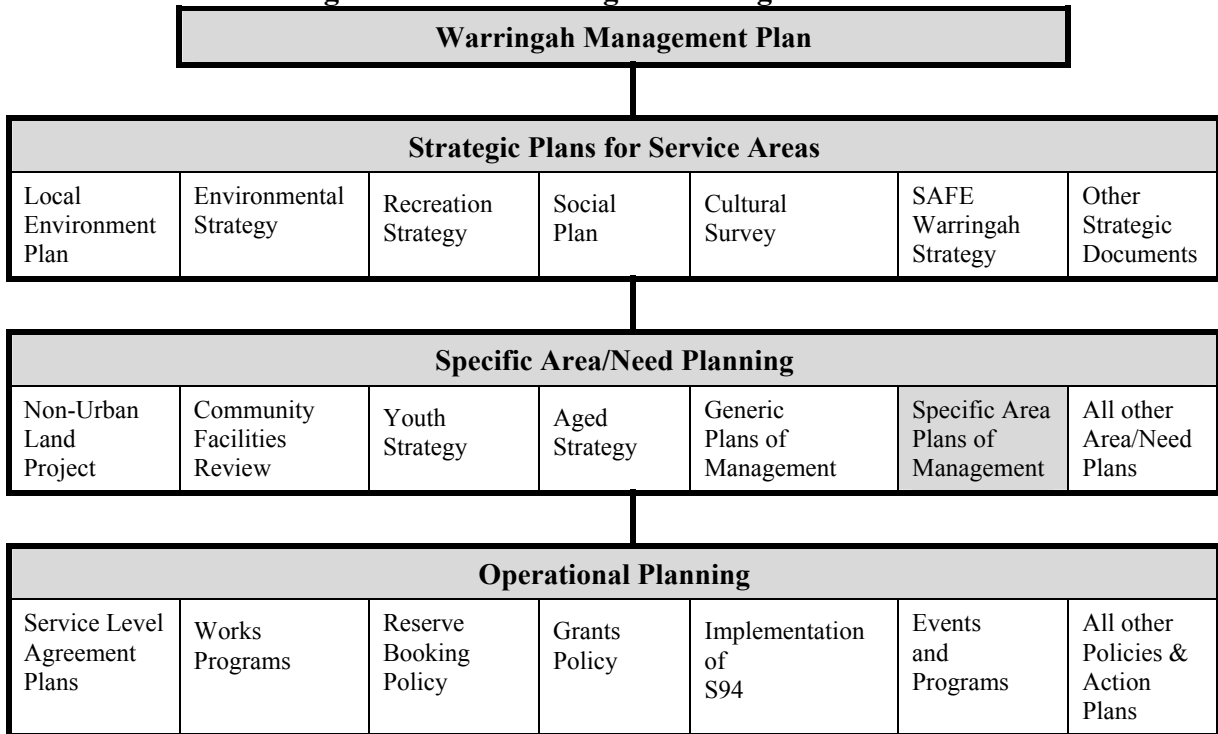 Warringah Management Plan
Strategic Plans for Service Areas
Local
Environment
Plan
Environmental
Strategy
Recreation
Strategy
Social
Plan
Cultural
Survey
SAFE
Warringah
Strategy
Other
Strategic
Documents
Specific Area/Need Planning
Non-Urban
Land
Project
Community
Facilities
Review
Youth
Strategy
Aged
Strategy
Generic
Plans of
Management
Specific Area
Plans of
Management
All other
Area/Need
Plans
Operational Planning
Service Level
Agreement
Plans
Works
Programs
Reserve
Booking
Policy
Grants
Policy
Implementation
of
S94
Events
and
Programs
All other
Policies &
Action
Plans